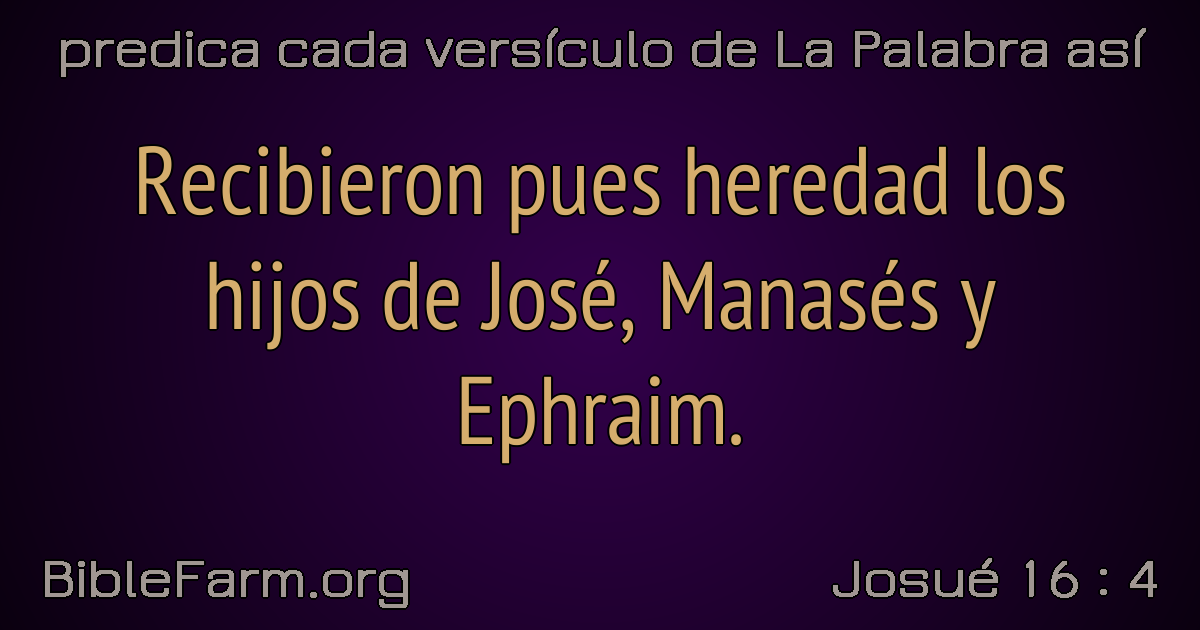 predica cada versículo de La Palabra así
Recibieron pues heredad los
hijos de José, Manasés y
Ephraim.
BibleFarm.org
Josué 16 : 4